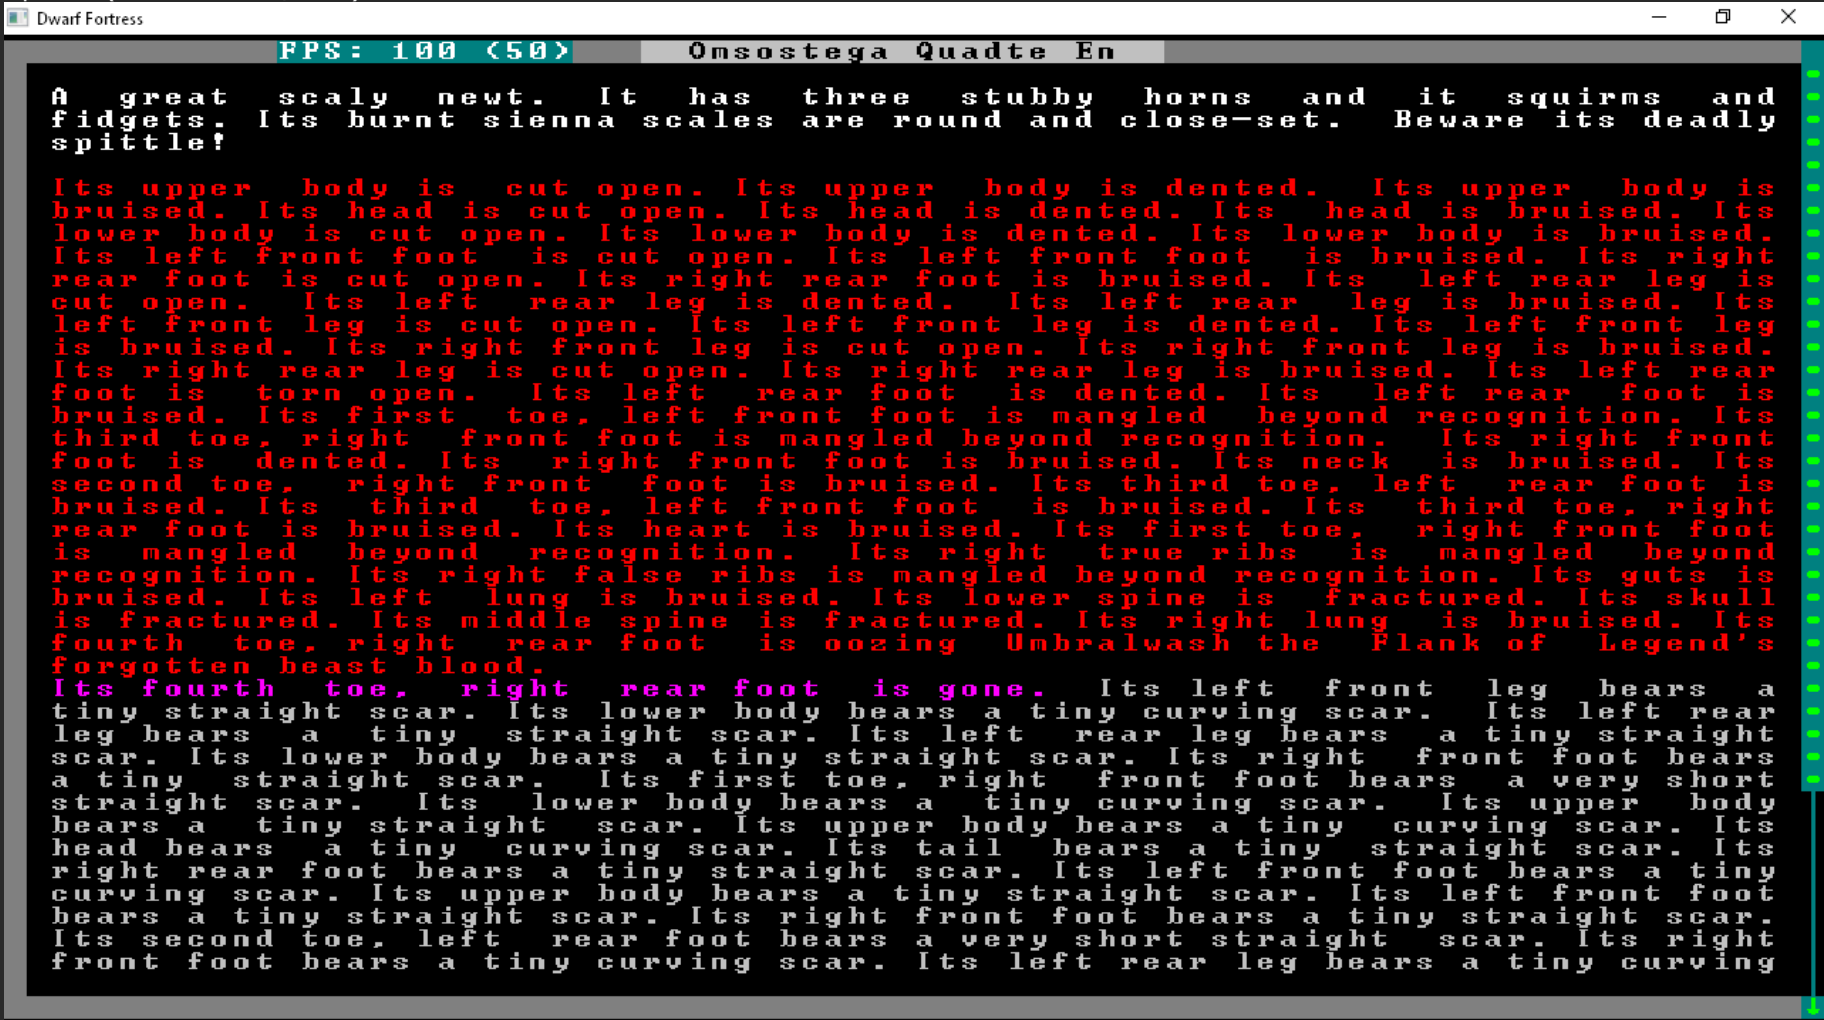 Dwarf Fortress
FPS: 100 (50) Omsostega Quadte En
A great scaly newt. It has three stubby horns and it squirms and
fidgets. Its burnt sienna scales are round and close-set. Beware its deadly
spittle!
Its upper body is cut open. Its upper body is dented. Its upper body is
bruised. Its head is cut open. Its head is dented. Its head is bruised. Its
lower body is cut open. Its lower body is dented. Its lower body is bruised.
Its left front foot is cut open. Its left front foot is bruised. Its right
rear foot is cut open. Its right rear foot is bruised. Its left rear leg is
cut open. Its left rear leg is dented. Its left rear leg is bruised. Its
left front leg is cut open. Its left front leg is dented. Its left front leg
is bruised. Its right front leg is cut open. Its right front leg is bruised.
Its right rear leg is cut open. Its right rear leg is bruised. Its left rear
foot is torn open. Its left rear foot is dented. Its left rear foot is
bruised. Its first toe, left front foot is mangled beyond recognition. Its
third toe, right front foot is mangled beyond recognition. Its right front
foot is dented. Its right front foot is bruised. Its neck is bruised. Its
second toe, right front foot is bruised. Its third toe, left rear foot is
bruised. Its third toe, left front foot is bruised. Its third toe, right
rear foot is bruised. Its heart is bruised. Its first toe, right front foot
is mangled beyond recognition. Its right true ribs is mangled beyond
recognition. Its right false ribs is mangled beyond recognition. Its guts is
bruised. Its left lung is bruised. Its lower spine is fractured. Its skull
is fractured. Its middle spine is fractured. Its right lung is bruised. Its
fourth toe, right rear foot is oozing Umbralwash the Flank of Legend's
forgotten beast blood.
Its fourth toe, right rear foot is gone. Its left front leg bears a
tiny straight scar. Its lower body bears a tiny curving scar. Its left rear
leg bears a tiny straight scar. Its left rear leg bears a tiny straight
scar. Its lower body bears a tiny straight scar. Its right front foot bears
a tiny straight scar. Its first toe, right front foot bears a very short
straight scar. Its lower body bears a tiny curving scar. Its upper body
bears a tiny straight scar. Its upper body bears a tiny curving scar. Its
head bears a tiny curving scar. Its tail bears a tiny straight scar. Its
right rear foot bears a tiny straight scar. Its left front foot bears a tiny
curving scar. Its upper body bears a tiny straight scar. Its left front foot
bears a tiny straight scar. Its right front foot bears a tiny straight scar.
Its second toe, left rear foot bears a very short straight scar. Its right
front foot bears a tiny curving scar. Its left rear leg bears a tiny curving